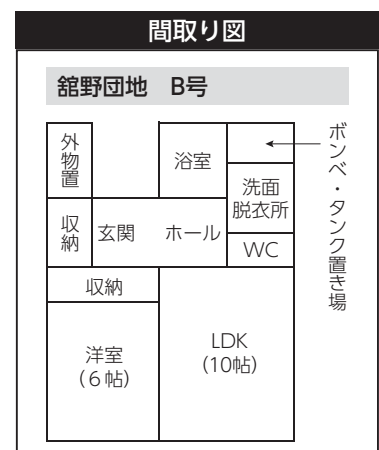 間取り図
舘野団地　B号
外物置
浴室
ボンベ・タンク置き場
洗面
脱衣所
収納
玄関
ホール
WC
収納
洋室
（6帖）
LDK
（10帖）